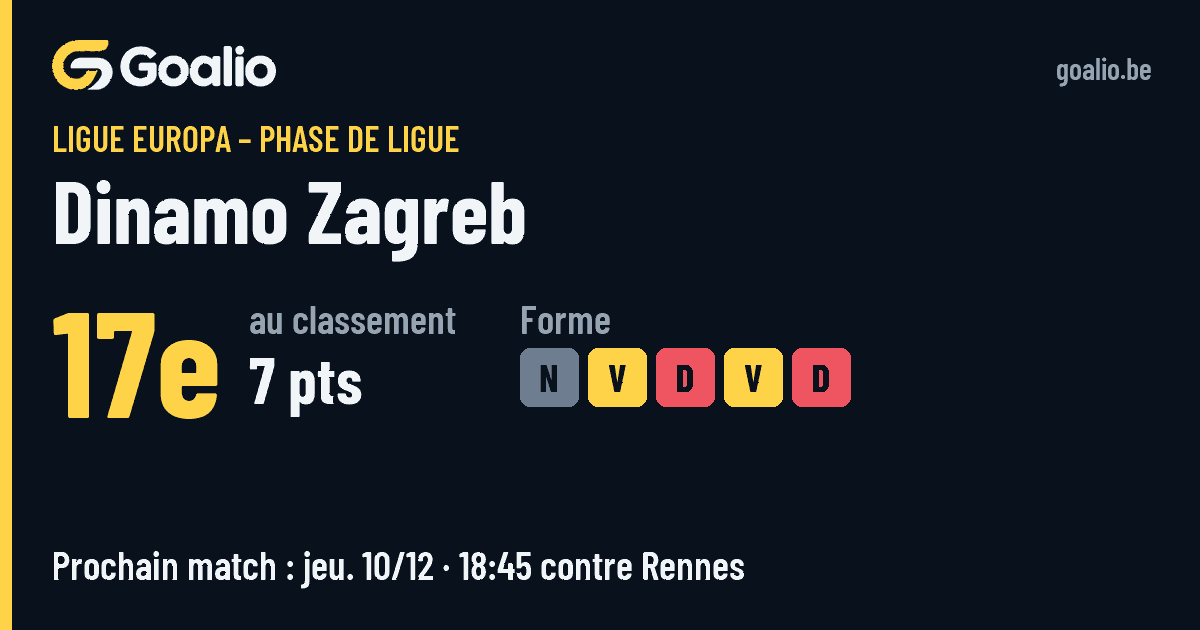 Goalio
goalio.be
LIGUE EUROPA – PHASE DE LIGUE
Dinamo Zagreb
17e
au classement
7 pts
Forme
N V D V D
Prochain match : jeu. 10/12 · 18:45 contre Rennes